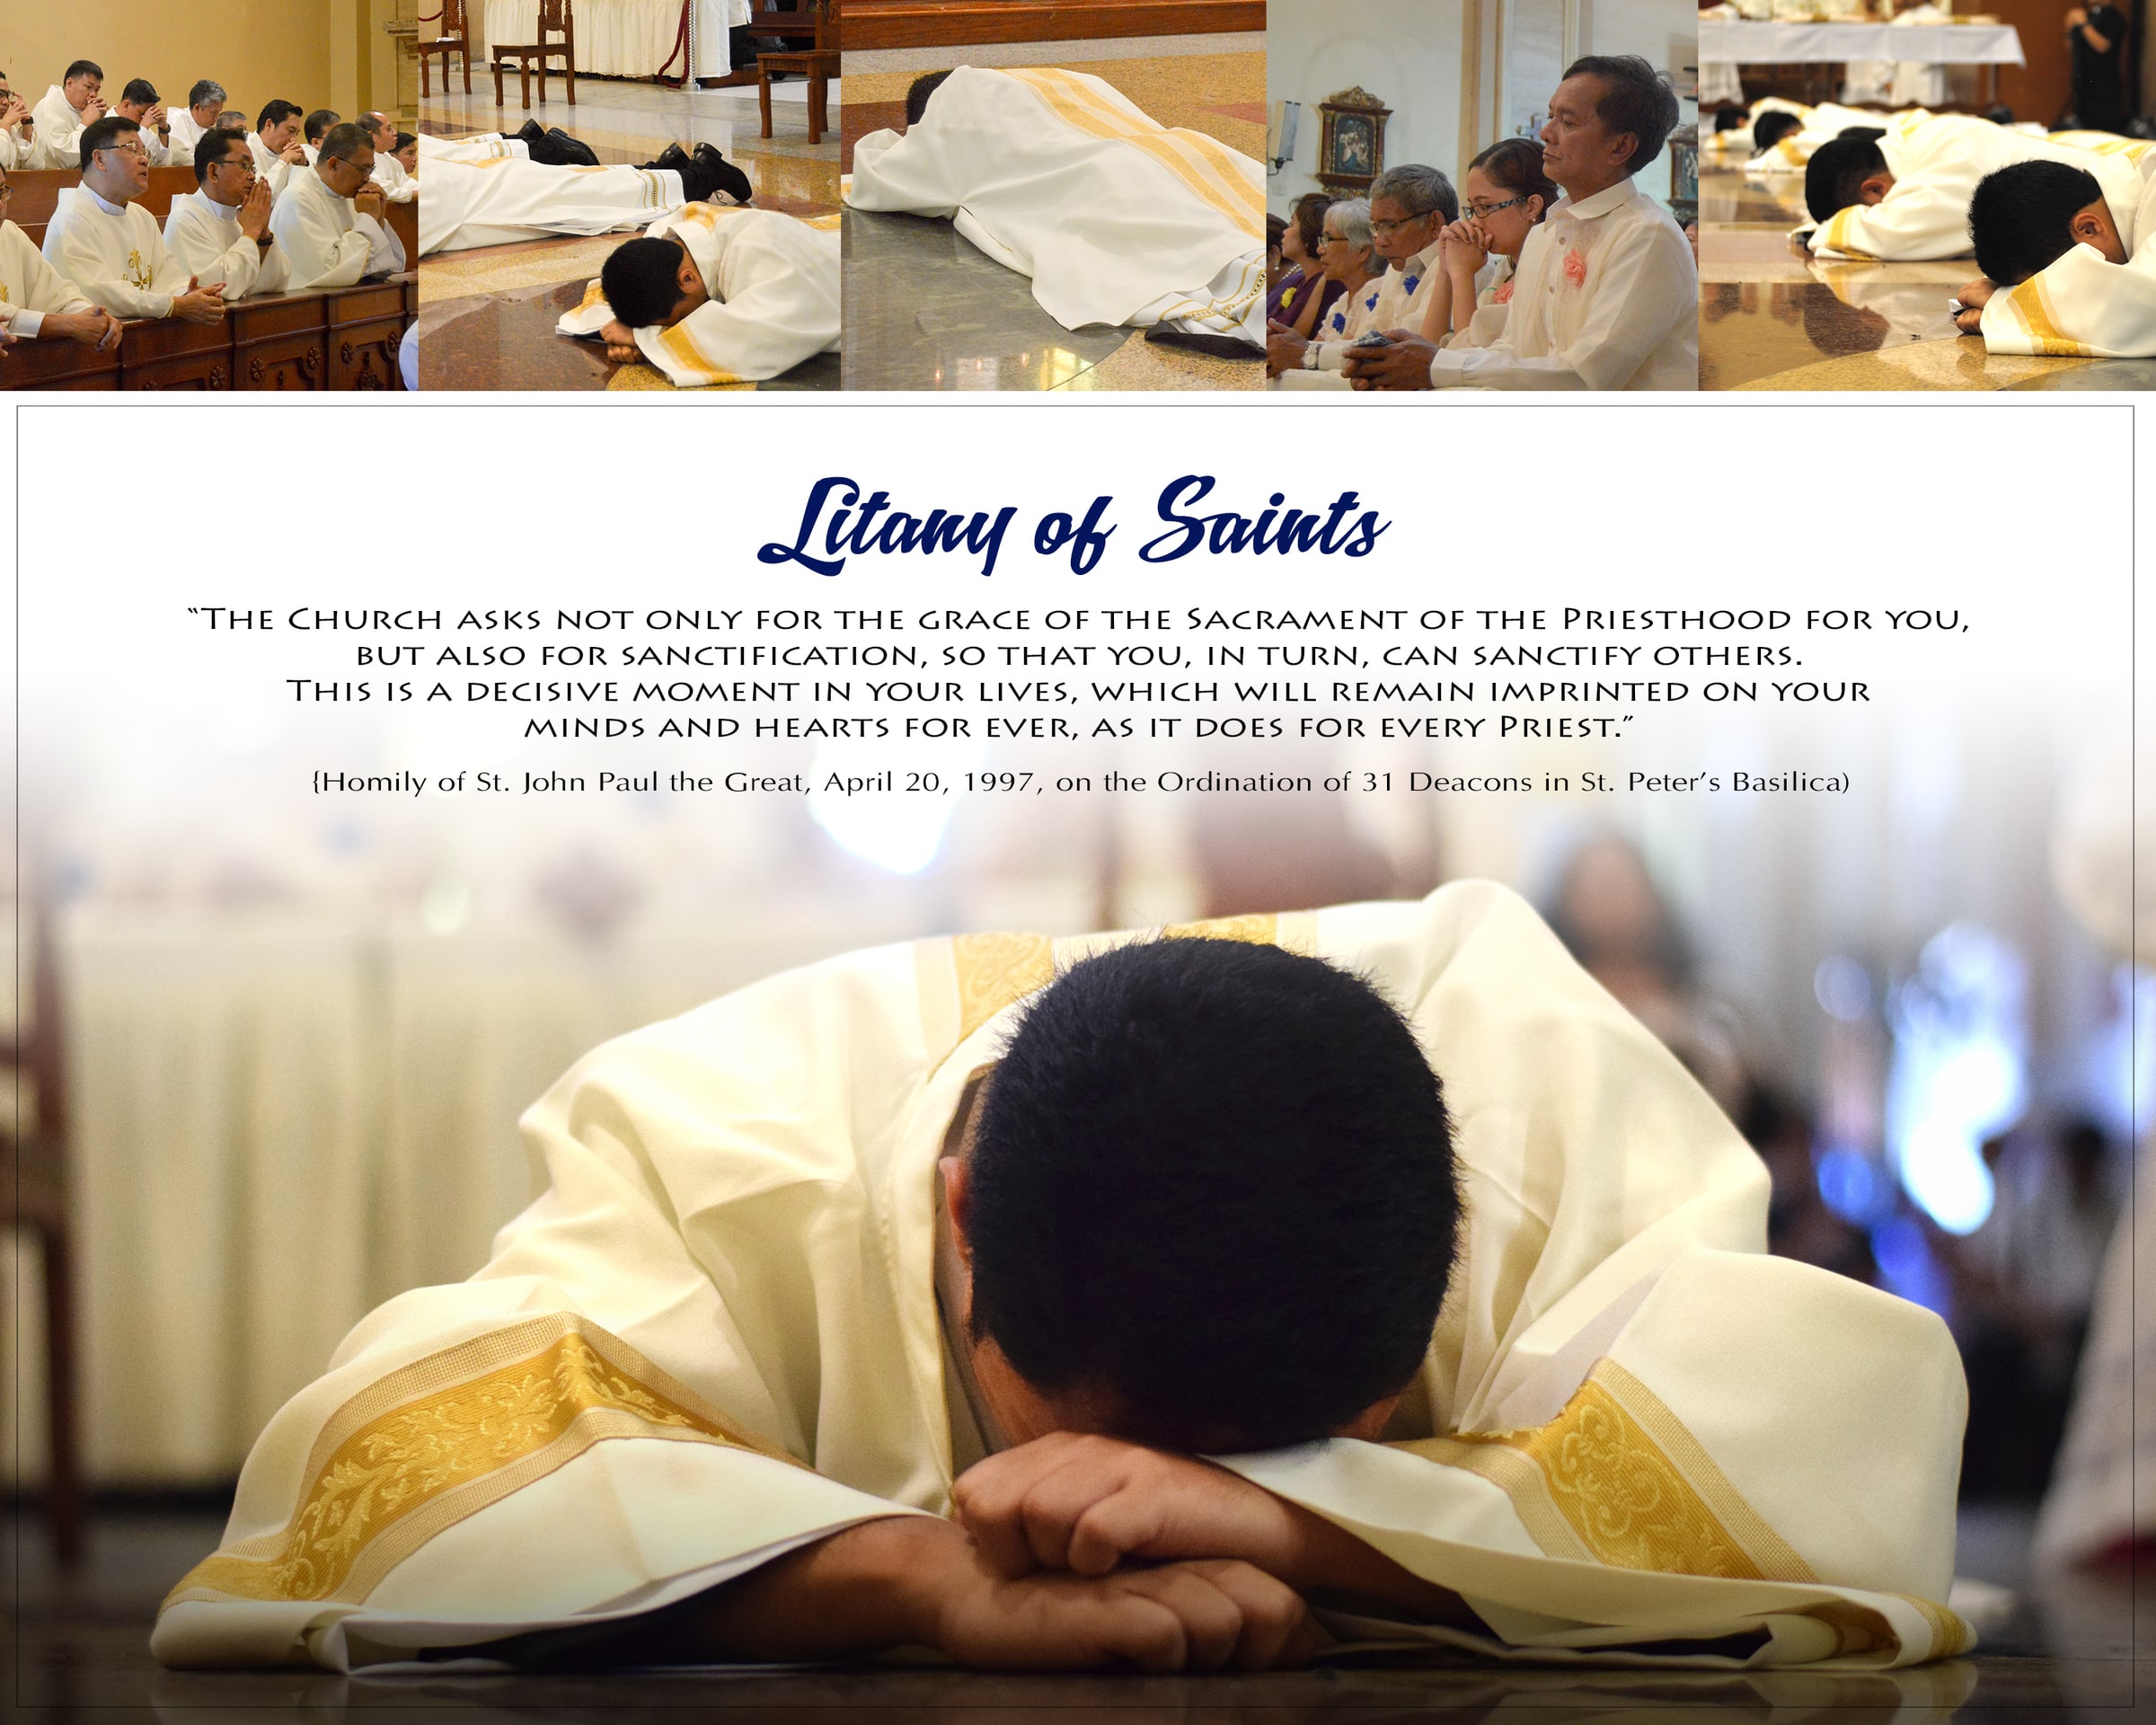 Litany of Saints
“The Church asks not only for the grace of the Sacrament of the Priesthood for you,
but also for sanctification, so that you, in turn, can sanctify others.
This is a decisive moment in your lives, which will remain imprinted on your
minds and hearts for ever, as it does for every Priest.”
{Homily of St. John Paul the Great, April 20, 1997, on the Ordination of 31 Deacons in St. Peter’s Basilica)